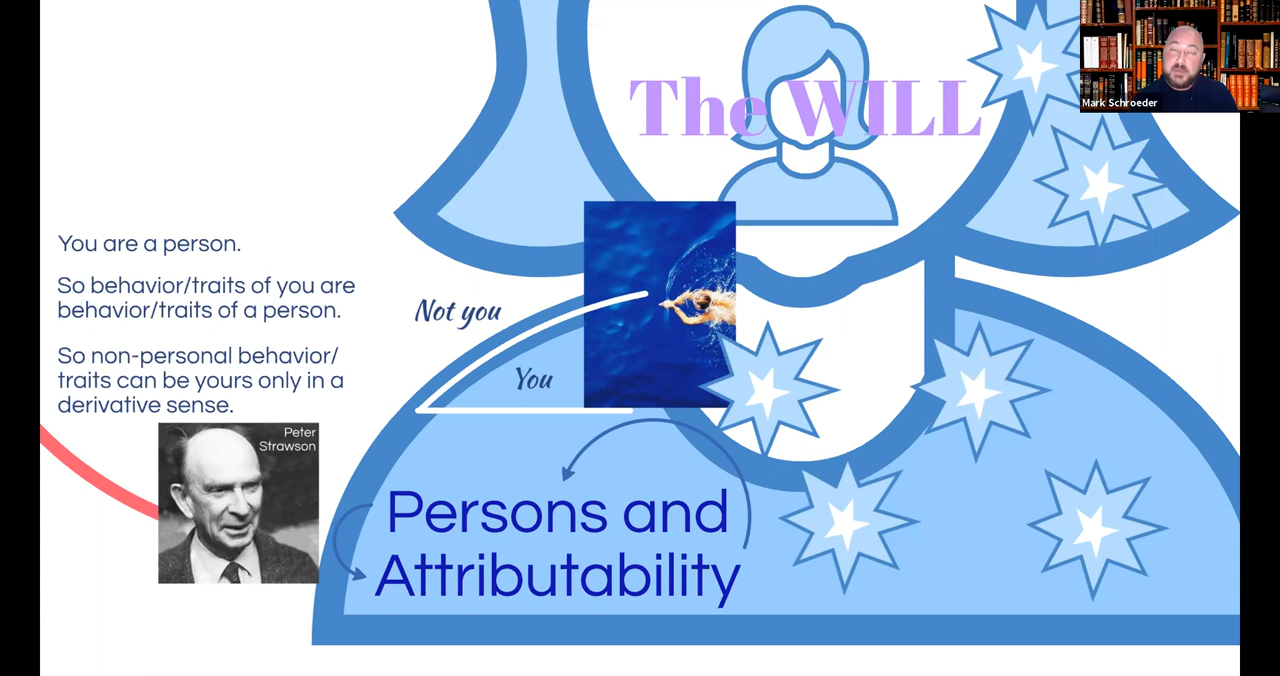 The WILL
Mark Schroeder
You are a person.
So behavior/traits of you are
behavior/traits of a person.
So non-personal behavior/
traits can be yours only in a
derivative sense.
Peter
Strawson
Not you
You
Persons and
Attributability